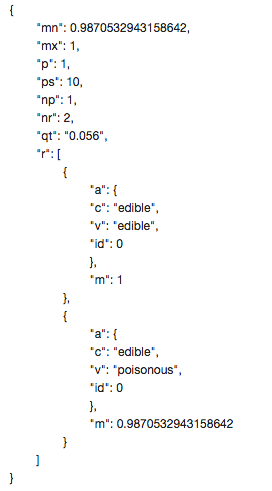 {
"mn": 0.9870532943158642,
"mx": 1,
"p": 1,
"ps": 10,
"np": 1,
"nr": 2,
"qt": "0.056",
"r": [
{
"a": {
"c": "edible",
"v": "edible",
"id": 0
},
"m": 1
},
{
"a": {
"c": "edible",
"v": "poisonous",
"id": 0
},
"m": 0.9870532943158642
}
]
}